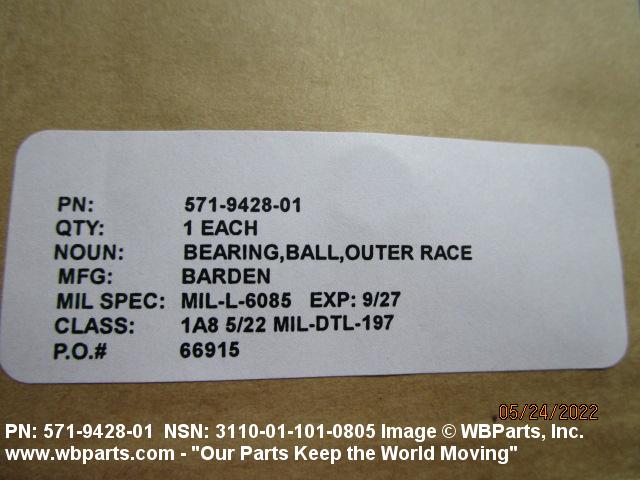 PN: 571-9428-01
QTY: 1 EACH
NOUN: BEARING,BALL,OUTER RACE
MFG: BARDEN
MIL SPEC: MIL-L-6085 EXP: 9/27
CLASS: 1A8 5/22 MIL-DTL-197
P.O.# 66915
05/24/2022
PN: 571-9428-01 NSN: 3110-01-101-0805 Image © WBParts, Inc.
www.wbparts.com - "Our Parts Keep the World Moving"